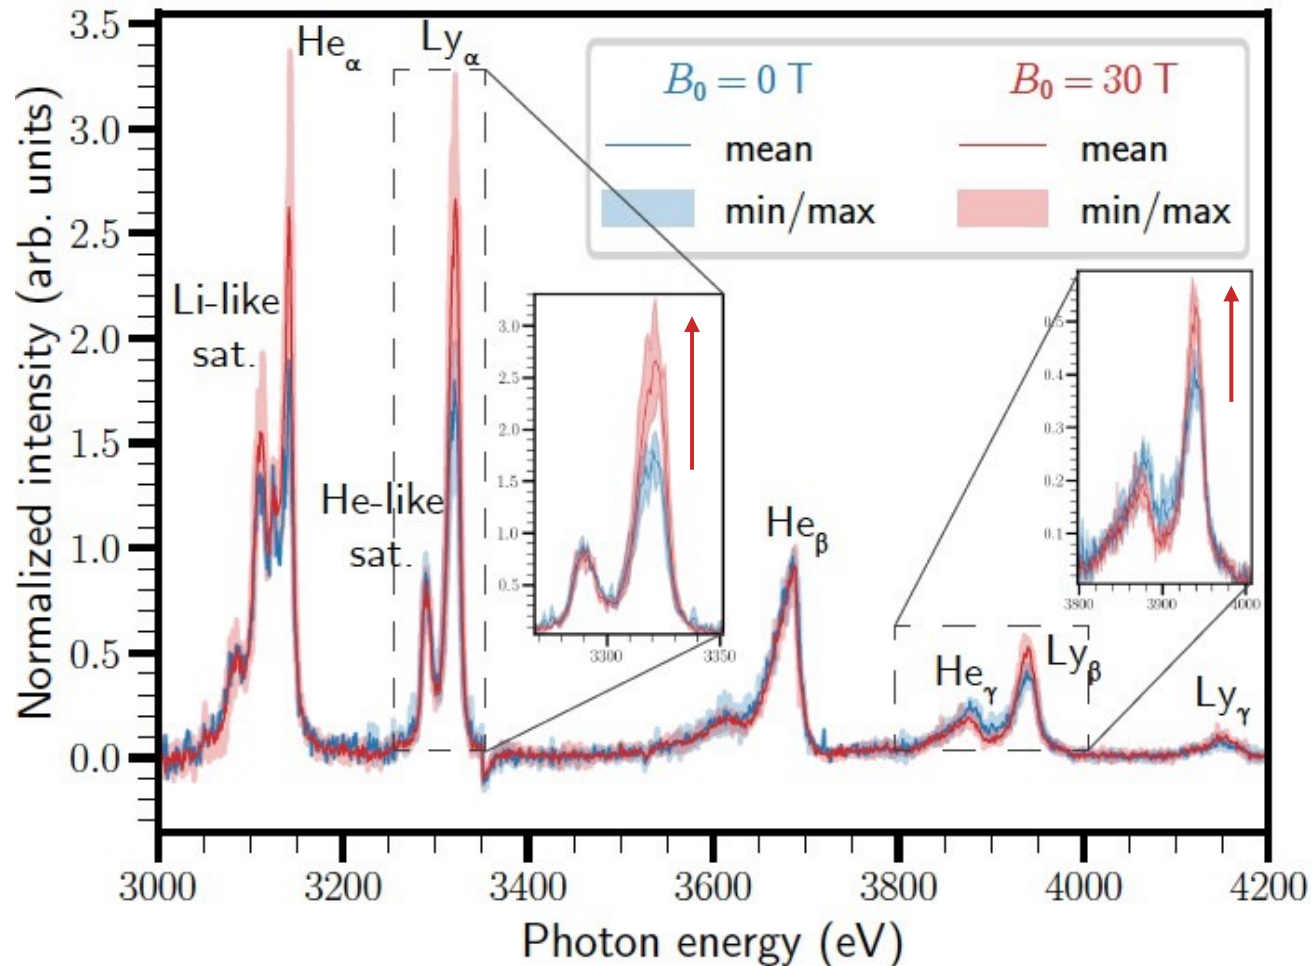 Normalized intensity (arb. units)
3.5
3.0
2.5
2.0
1.5
1.0
0.5
0.0
Heα
Lyα
B₀ = 0 T
B₀ = 30 T
mean
mean
min/max
min/max
Li-like
sat.
He-like
sat.
3.0
2.5
2.0
1.5
1.0
0.5
3300
3350
0.5
0.4
0.3
0.2
0.1
3800
3900
4000
Heβ
Heγ
Lyβ
Lyγ
3000
3200
3400
3600
3800
4000
4200
Photon energy (eV)